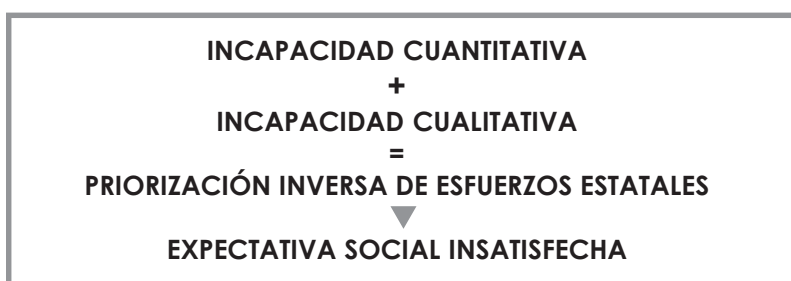 INCAPACIDAD CUANTITATIVA
+
INCAPACIDAD CUALITATIVA
=
PRIORIZACIÓN INVERSA DE ESFUERZOS ESTATALES
EXPECTATIVA SOCIAL INSATISFECHA